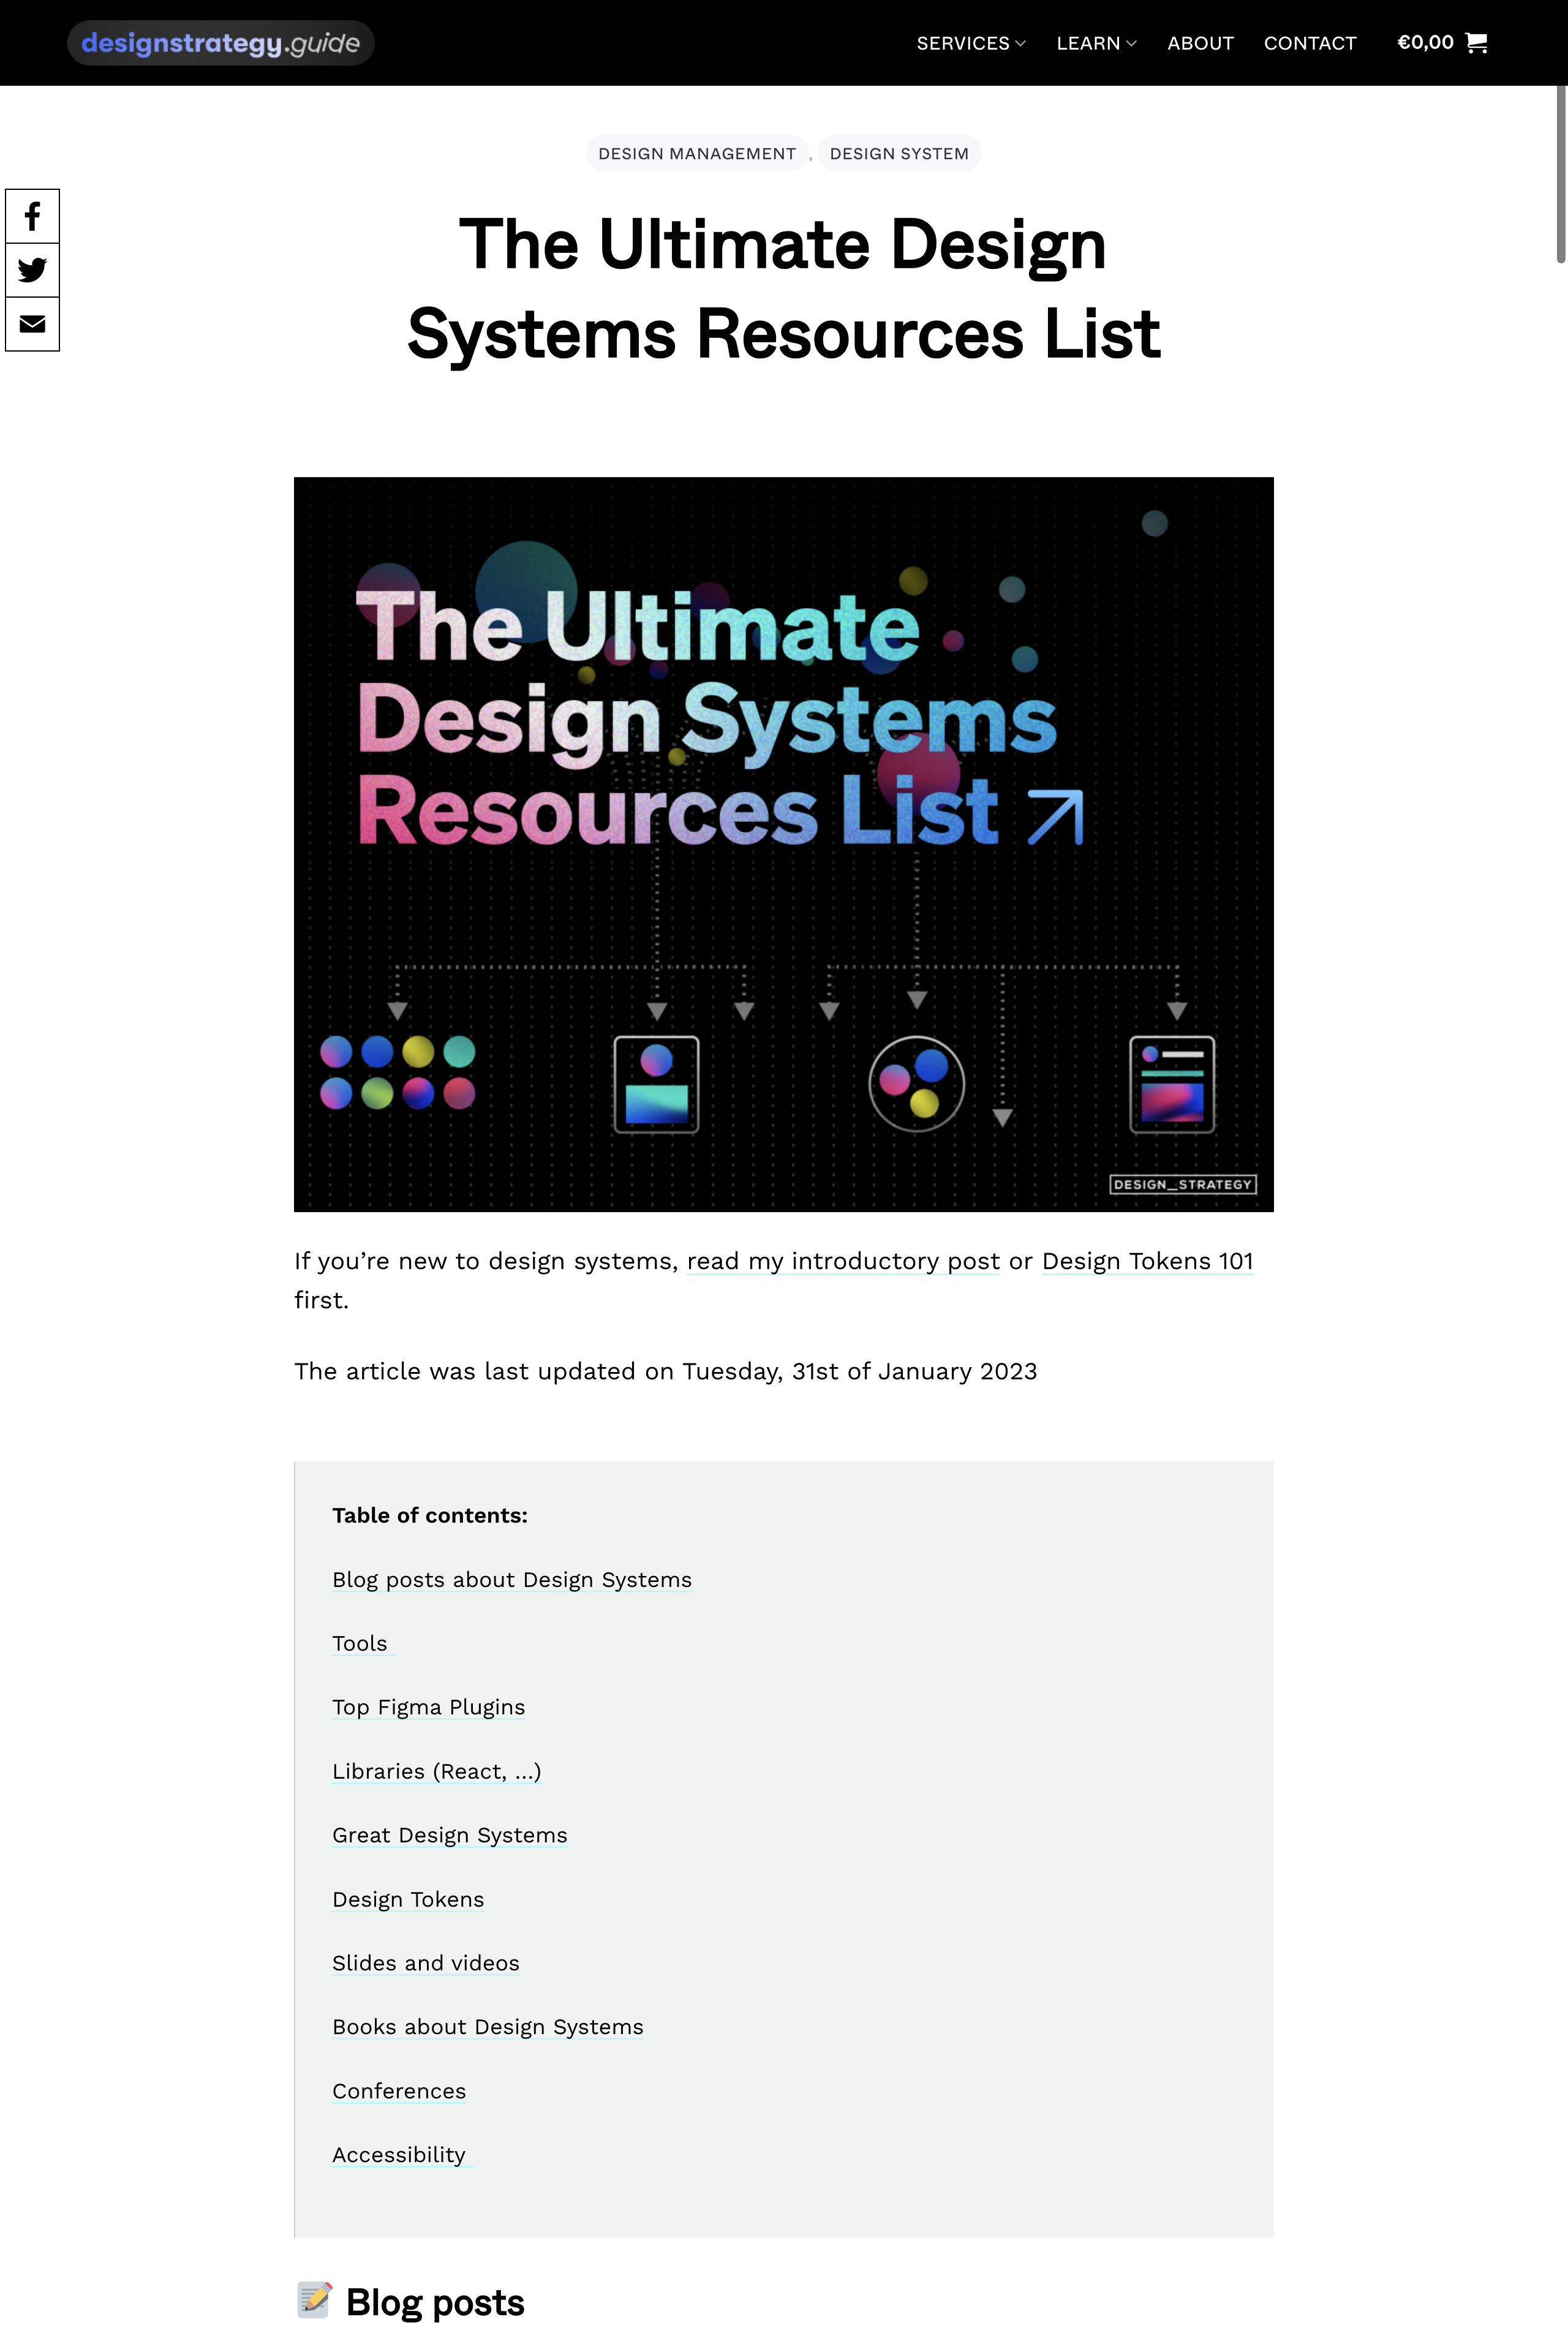 designstrategy.guide
SERVICES LEARN ABOUT CONTACT €0,00
DESIGN MANAGEMENT, DESIGN SYSTEM
The Ultimate Design
Systems Resources List
The Ultimate
Design Systems
Resources List
DESIGN_STRATEGY
If you’re new to design systems, read my introductory post or Design Tokens 101
first.
The article was last updated on Tuesday, 31st of January 2023
Table of contents:
Blog posts about Design Systems
Tools
Top Figma Plugins
Libraries (React, …)
Great Design Systems
Design Tokens
Slides and videos
Books about Design Systems
Conferences
Accessibility
Blog posts